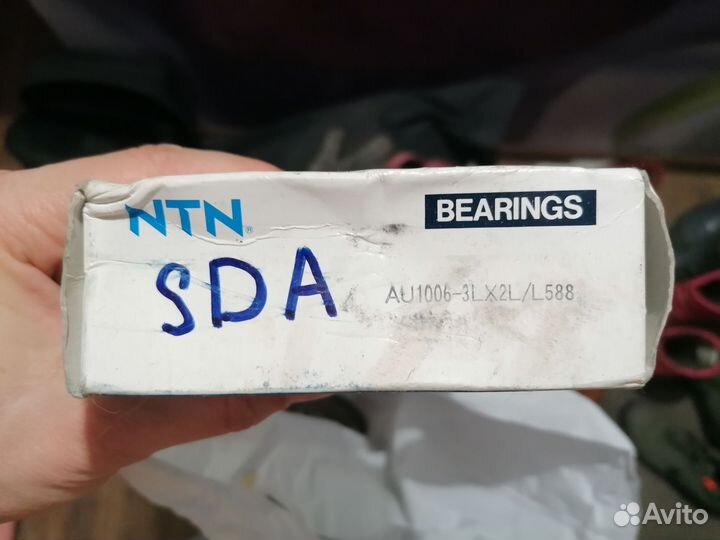 NTN®
BEARINGS
SDA
AU1006-3LX2L/L588
Avito